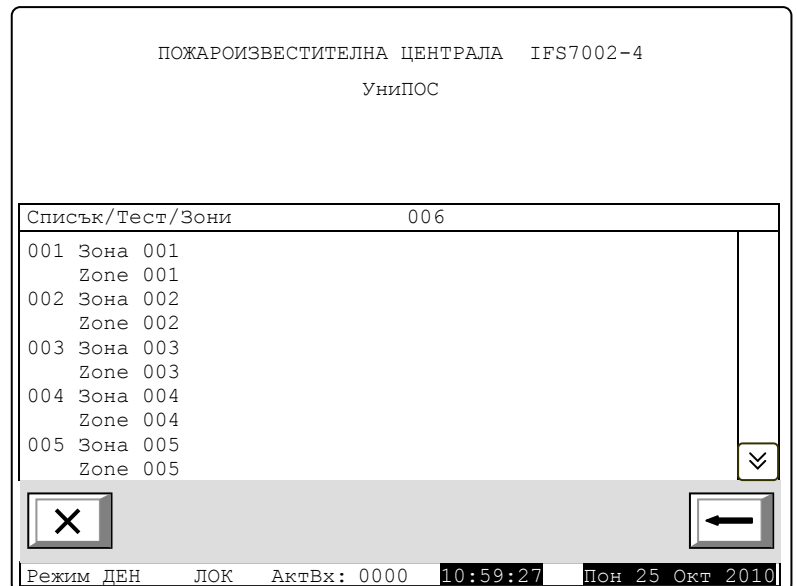 ПОЖАРОИЗВЕСТИТЕЛНА ЦЕНТРАЛА IFS7002-4
УниПОС
Списък/Тест/Зони 006
001 Зона 001
Zone 001
002 Зона 002
Zone 002
003 Зона 003
Zone 003
004 Зона 004
Zone 004
005 Зона 005
Zone 005
Режим ДЕН ЛОК АктВх: 0000 10:59:27 Пон 25 Окт 2010